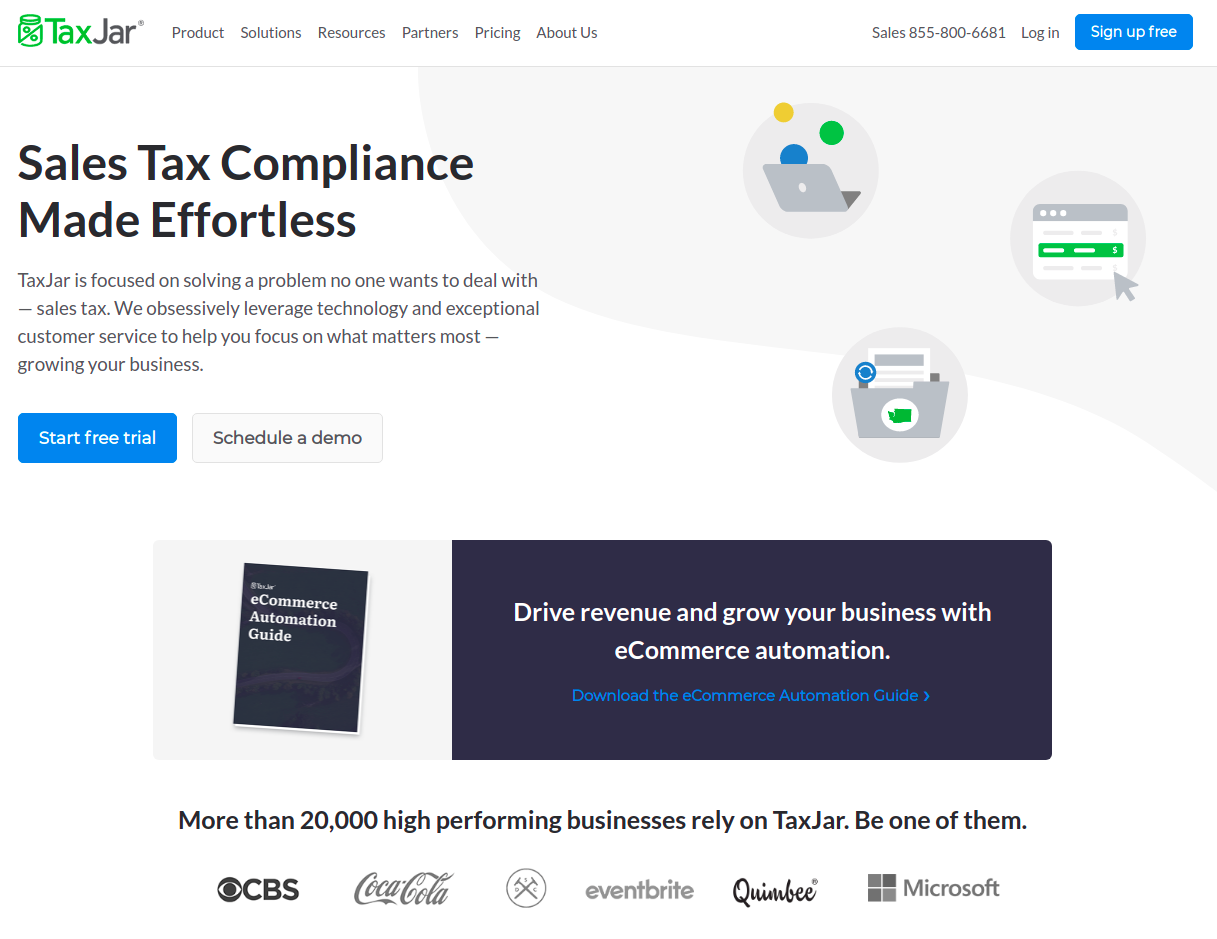 TaxJar®
Product Solutions Resources Partners Pricing About Us
Sales 855-800-6681 Log in Sign up free
Sales Tax Compliance
Made Effortless
TaxJar is focused on solving a problem no one wants to deal with
— sales tax. We obsessively leverage technology and exceptional
customer service to help you focus on what matters most —
growing your business.
Start free trial Schedule a demo
$
$
TaxJar
eCommerce
Automation
Guide
Drive revenue and grow your business with
eCommerce automation.
Download the eCommerce Automation Guide ›
More than 20,000 high performing businesses rely on TaxJar. Be one of them.
CBS
Coca-Cola
S
D C
eventbrite
Quimbee®
Microsoft